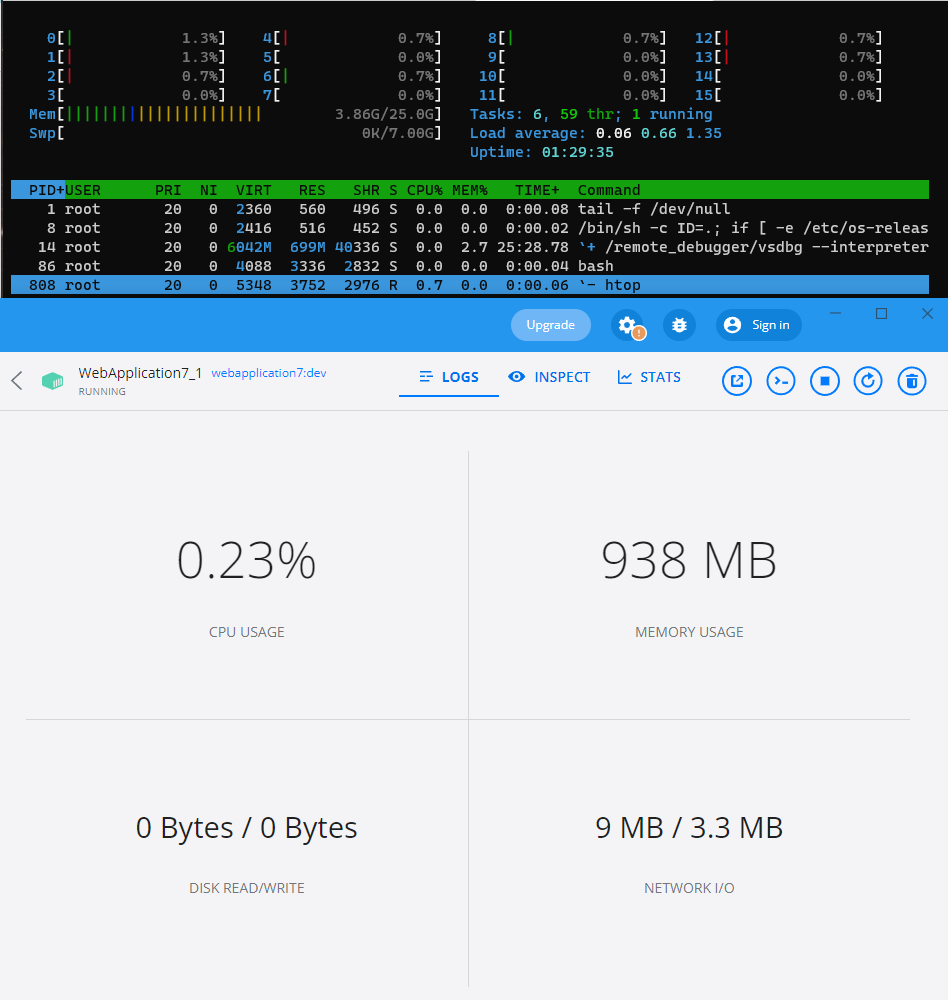 0[| 1.3%] 4[| 0.7%] 8[| 0.7%] 12[| 0.7%]
1[| 1.3%] 5[ 0.0%] 9[ 0.0%] 13[| 0.7%]
2[| 0.7%] 6[| 0.7%] 10[ 0.0%] 14[ 0.0%]
3[ 0.0%] 7[ 0.0%] 11[ 0.0%] 15[ 0.0%]
Mem[|||||||||||||||||||||| 3.86G/25.0G] Tasks: 6, 59 thr; 1 running
Swp[ 0K/7.00G] Load average: 0.06 0.66 1.35
Uptime: 01:29:35
PID+USER PRI NI VIRT RES SHR S CPU% MEM% TIME+ Command
1 root 20 0 2360 560 496 S 0.0 0.0 0:00.08 tail -f /dev/null
8 root 20 0 2416 516 452 S 0.0 0.0 0:00.02 /bin/sh -c ID=.; if [ -e /etc/os-releas
14 root 20 0 6042M 699M 40336 S 0.0 2.7 25:28.78 `+ /remote_debugger/vsdbg --interpreter
86 root 20 0 4088 3336 2832 S 0.0 0.0 0:00.04 bash
808 root 20 0 5348 3752 2976 R 0.7 0.0 0:00.06 `- htop
Upgrade ! Sign in
WebApplication7_1 webapplication7:dev
RUNNING
LOGS INSPECT STATS
0.23% 938 MB
CPU USAGE MEMORY USAGE
0 Bytes / 0 Bytes 9 MB / 3.3 MB
DISK READ/WRITE NETWORK I/O